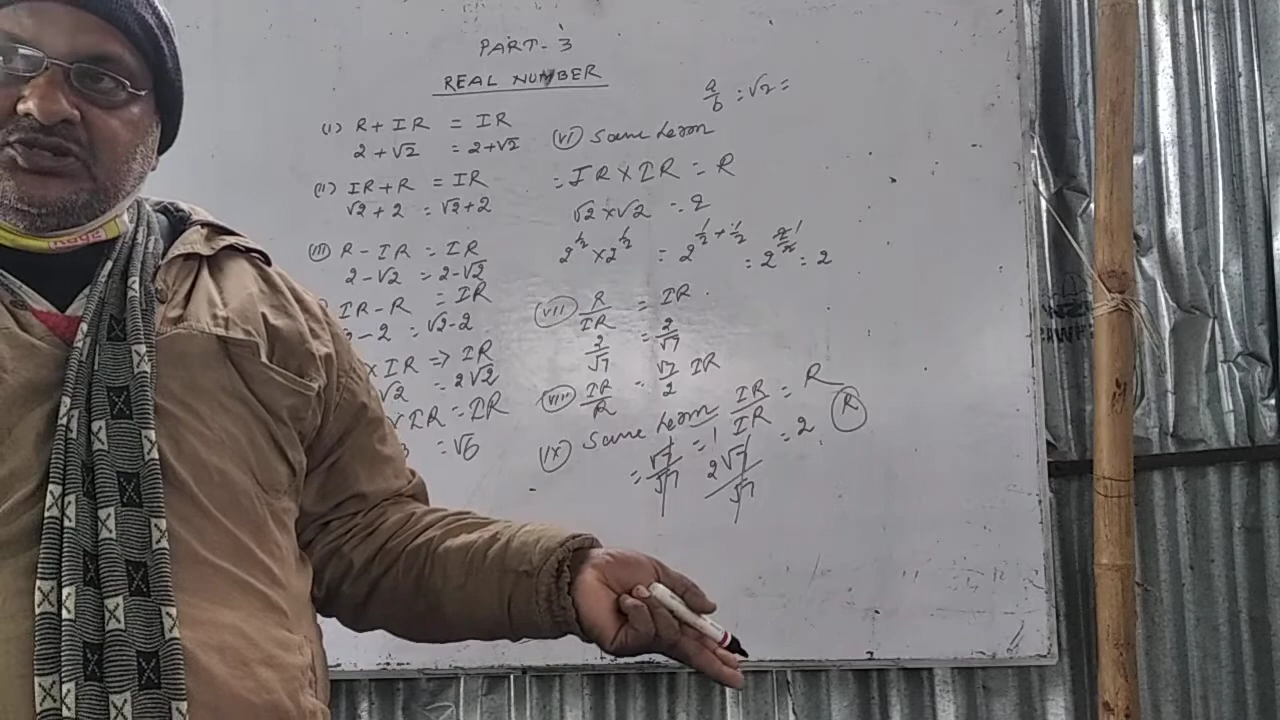 PART-3
REAL NUMBER
a/b = √2 =
(i) R + IR = IR
2 + √2 = 2+√2
(ii) IR + R = IR
√2 + 2 = √2 + 2
(iii) R - IR = IR
2 - √2 = 2-√2
IR - R = IR
- 2 = √2 - 2
× IR => IR
√2 = 2√2
× IR = IR
= √6
(vi) Same term
= IR × IR = R
√2 × √2 = 2
2^1/2 × 2^1/2 = 2^1/2 + 1/2 = 2^2/2 1 = 2
(vii) R/IR = IR
2/√7 = 2/√7
(viii) IR/R = √7/2 IR
(ix) Same term IR/IR = R
= √7/√7 = 1 2√7/√7 = 2
R